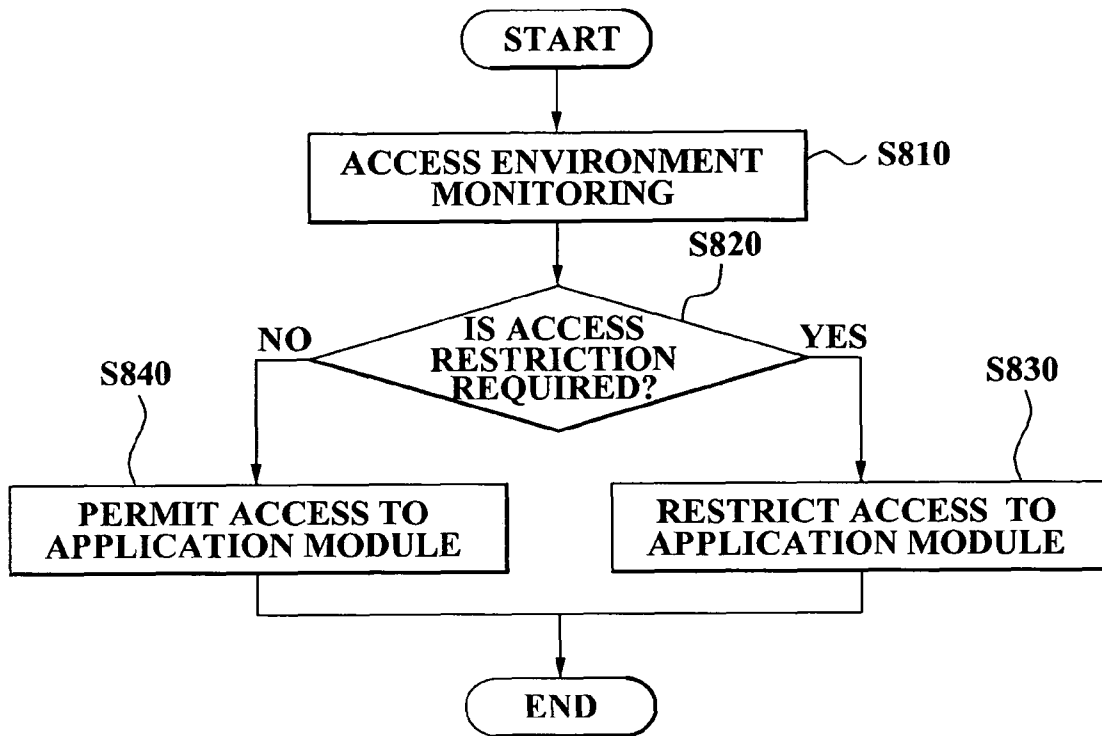 START
ACCESS ENVIRONMENT
MONITORING
S810
S820
IS ACCESS
RESTRICTION
REQUIRED?
NO
YES
S840
S830
PERMIT ACCESS TO
APPLICATION MODULE
RESTRICT ACCESS TO
APPLICATION MODULE
END